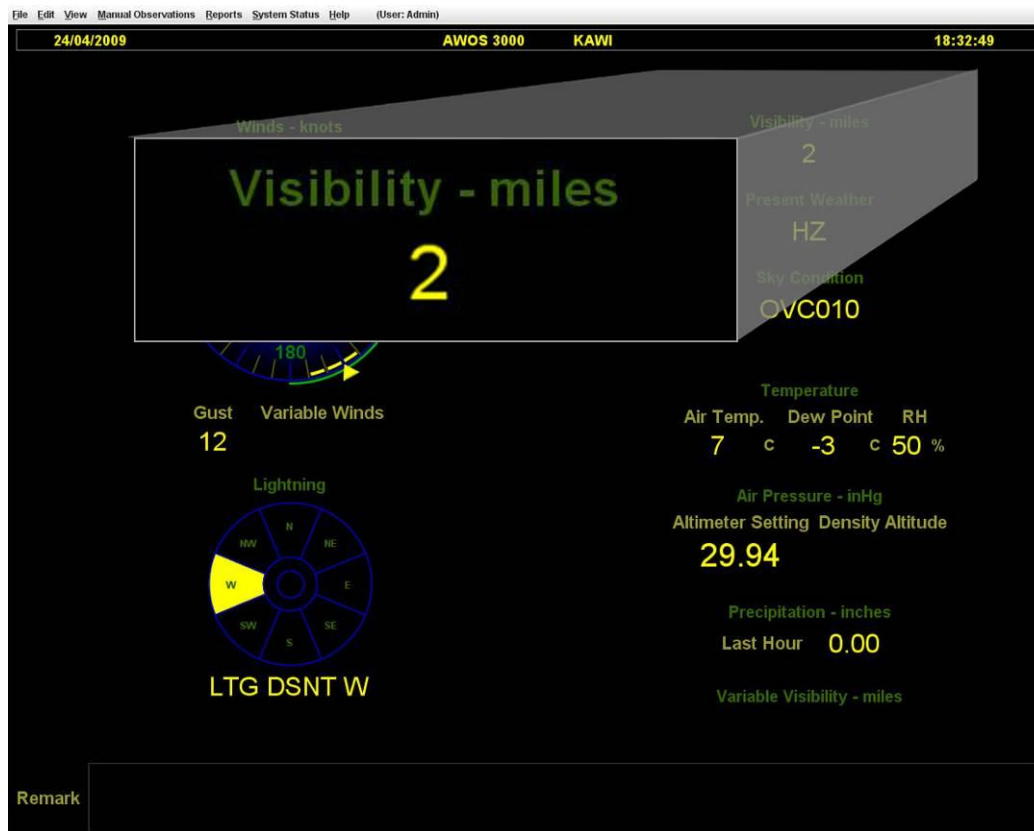 File Edit View Manual Observations Reports System Status Help (User: Admin)
24/04/2009 AWOS 3000 KAWI 18:32:49
Winds - knots
Visibility - miles
2
Visibility - miles
2
Present Weather
HZ
Sky Condition
OVC010
180
Gust Variable Winds
12
Lightning
N
NE
E
SE
S
SW
W
NW
LTG DSNT W
Temperature
Air Temp. Dew Point RH
7 C -3 C 50 %
Air Pressure - inHg
Altimeter Setting Density Altitude
29.94
Precipitation - inches
Last Hour 0.00
Variable Visibility - miles
Remark